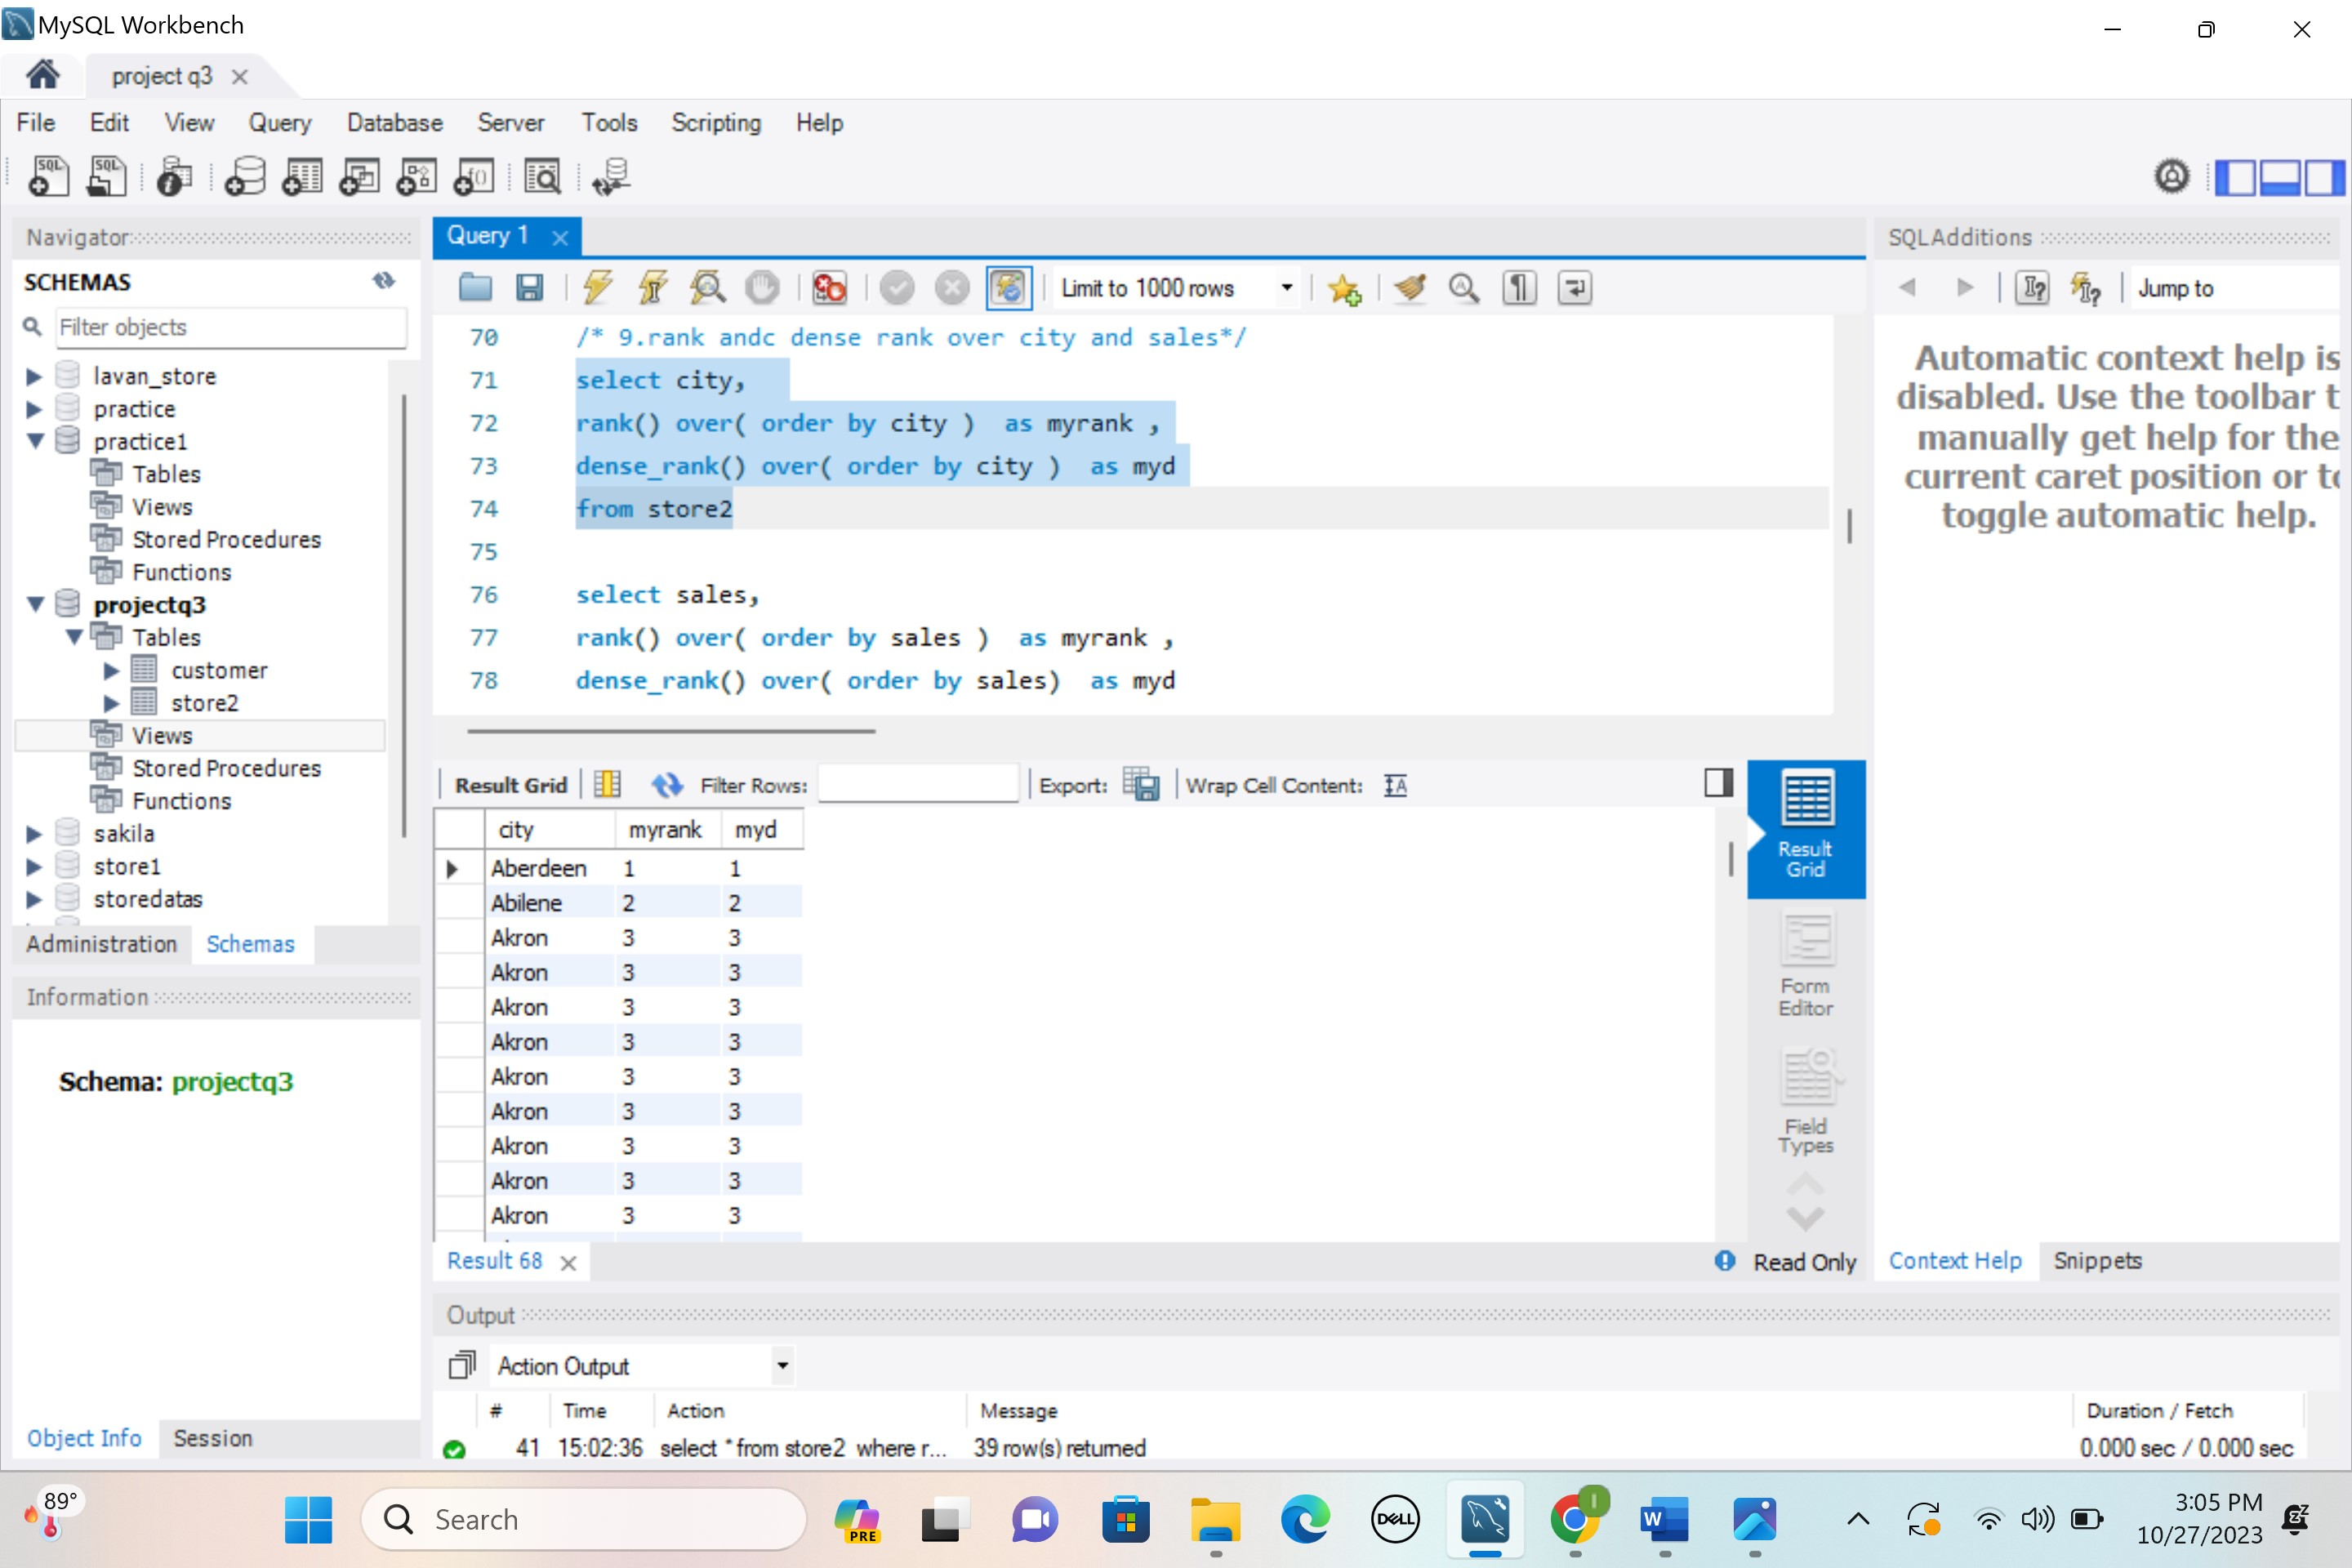 MySQL Workbench
project q3
File Edit View Query Database Server Tools Scripting Help
Navigator
SCHEMAS
Filter objects
lavan_store
practice
practice1
Tables
Views
Stored Procedures
Functions
projectq3
Tables
customer
store2
Views
Stored Procedures
Functions
sakila
store1
storedatas
Administration Schemas
Information
Schema: projectq3
Object Info Session
Query 1
Limit to 1000 rows
70 /* 9.rank andc dense rank over city and sales*/
71 select city,
72 rank() over( order by city ) as myrank ,
73 dense_rank() over( order by city ) as myd
74 from store2
75
76 select sales,
77 rank() over( order by sales ) as myrank ,
78 dense_rank() over( order by sales) as myd
Result Grid Filter Rows: Export: Wrap Cell Content:
city myrank myd
Aberdeen 1 1
Abilene 2 2
Akron 3 3
Akron 3 3
Akron 3 3
Akron 3 3
Akron 3 3
Akron 3 3
Akron 3 3
Akron 3 3
Akron 3 3
Result
Grid
Form
Editor
Field
Types
Result 68
Read Only
SQLAdditions
Jump to
Automatic context help is
disabled. Use the toolbar t
manually get help for the
current caret position or to
toggle automatic help.
Context Help Snippets
Output
Action Output
# Time Action Message Duration / Fetch
41 15:02:36 select * from store2 where r... 39 row(s) returned 0.000 sec / 0.000 sec
89°
Search
PRE
DELL
W
3:05 PM
10/27/2023